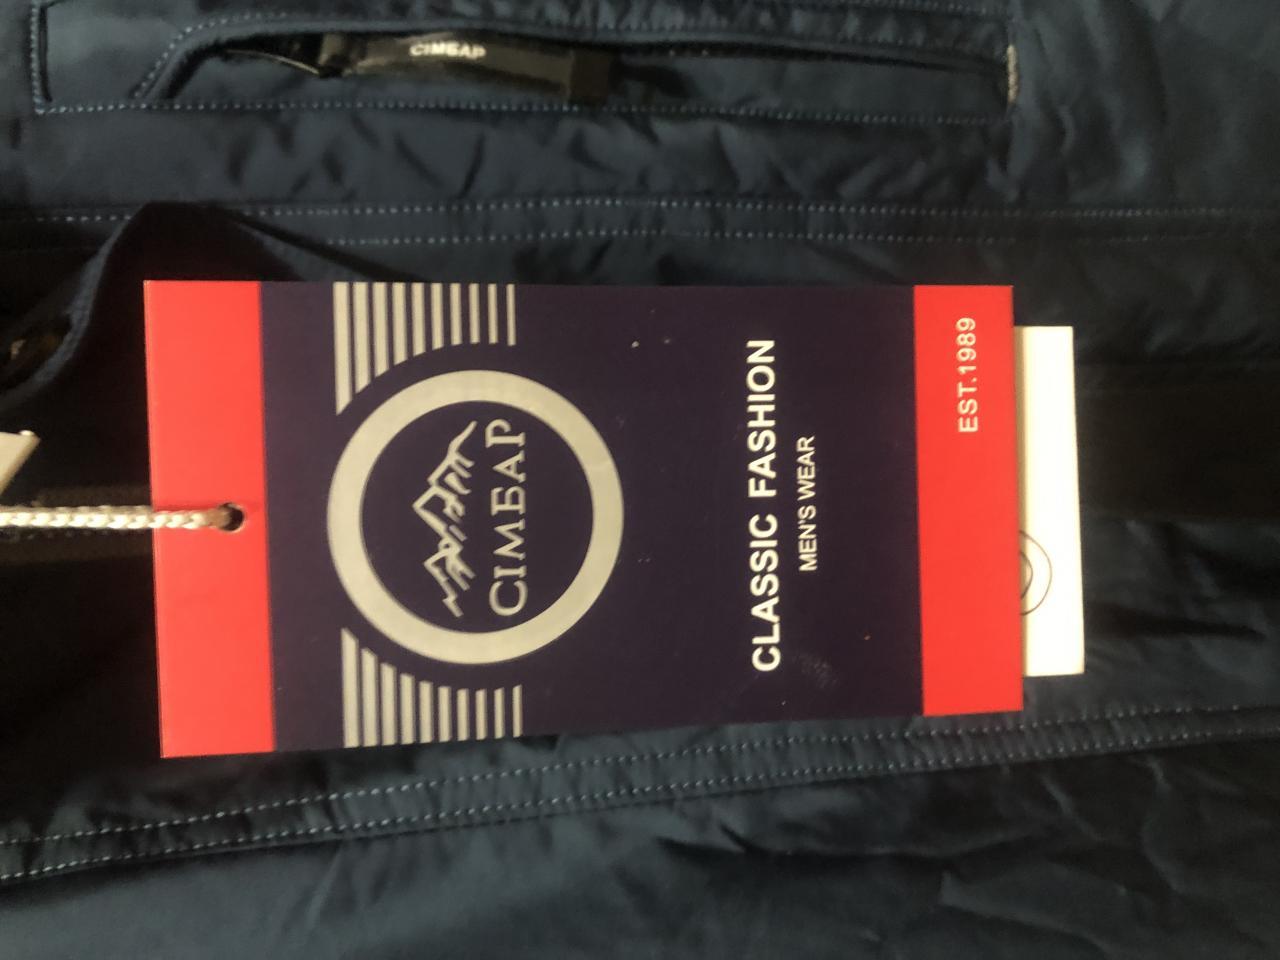 CIMБAP
CIMБAP
CLASSIC FASHION
MEN'S WEAR
EST.1989